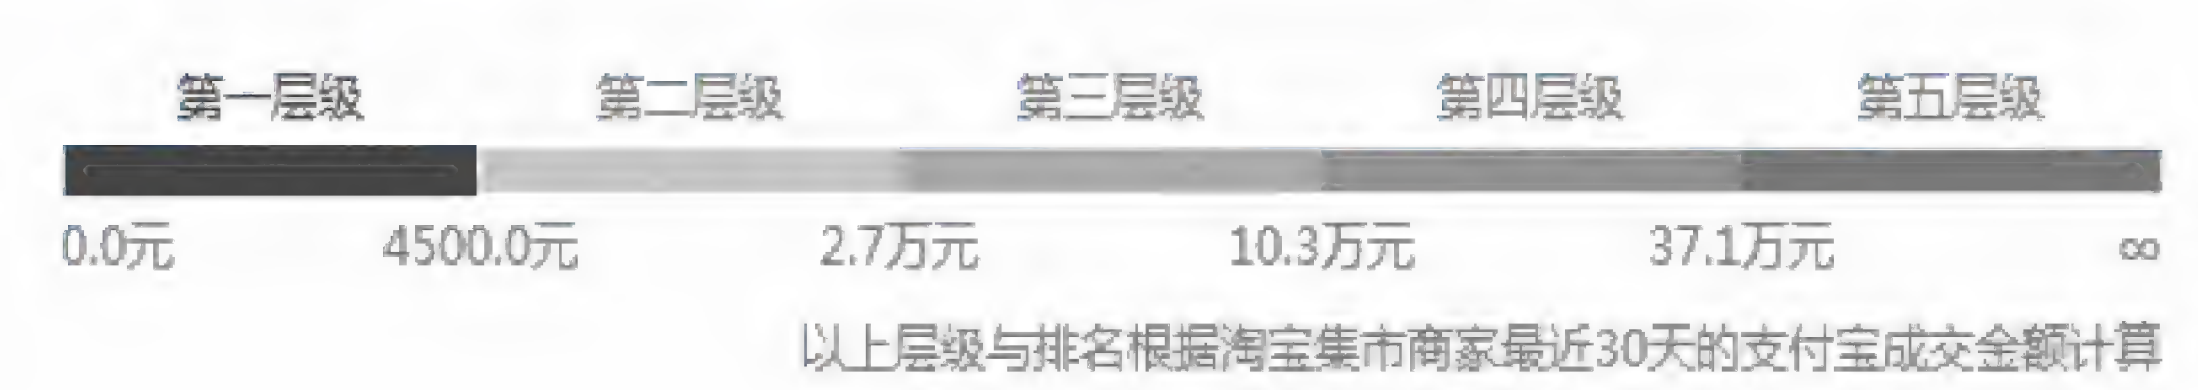 第一层级 第二层级 第三层级 第四层级 第五层级
0.0元 4500.0元 2.7万元 10.3万元 37.1万元 ∞
以上层级与排名根据淘宝集市商家最近30天的支付宝成交金额计算